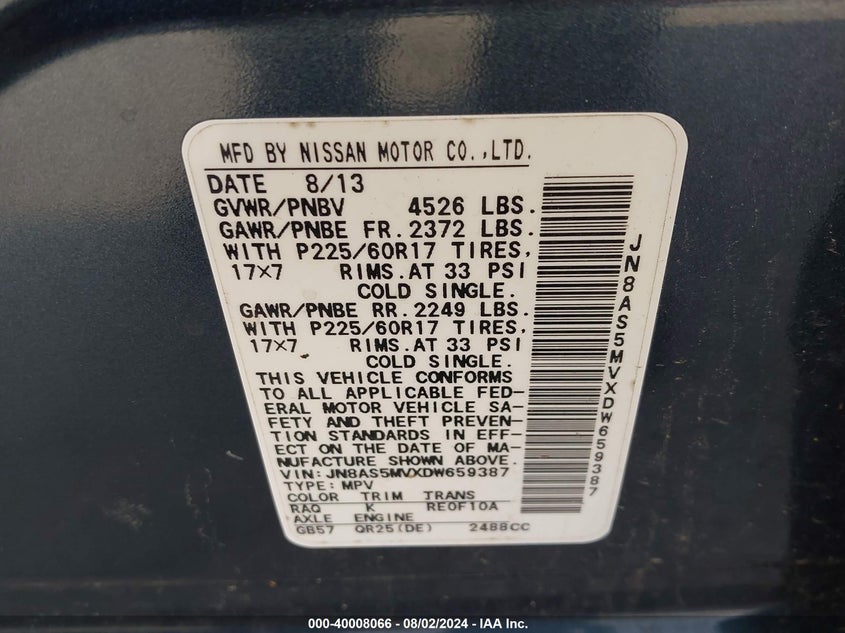 MFD BY NISSAN MOTOR CO.,LTD.
DATE 8/13
GVWR/PNBV 4526 LBS.
GAWR/PNBE FR. 2372 LBS.
WITH P225/60R17 TIRES,
17×7 RIMS.AT 33 PSI
COLD SINGLE.
GAWR/PNBE RR. 2249 LBS.
WITH P225/60R17 TIRES,
17×7 RIMS.AT 33 PSI
COLD SINGLE.
THIS VEHICLE CONFORMS
TO ALL APPLICABLE FED-
ERAL MOTOR VEHICLE SA-
FETY AND THEFT PREVEN-
TION STANDARDS IN EFF-
ECT ON THE DATE OF MA-
NUFACTURE SHOWN ABOVE.
VIN: JN8AS5MVXDW659387
TYPE: MPV
COLOR TRIM TRANS
RAQ K RE0F10A
AXLE ENGINE
GB57 QR25(DE) 2488CC
JN8AS5MVXDW659387
000-40008066 - 08/02/2024 - IAA Inc.